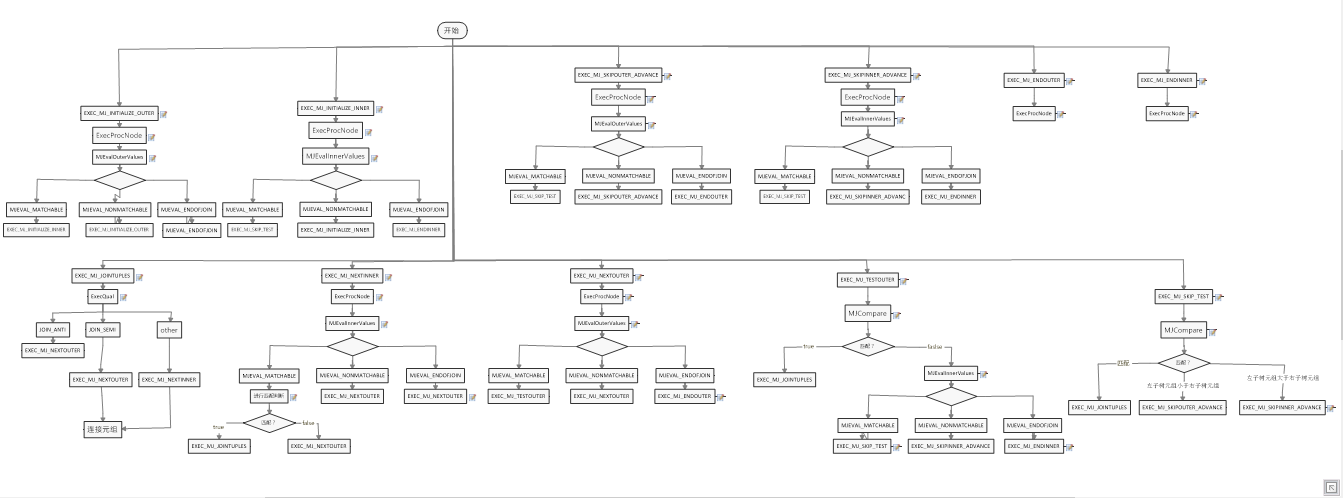 开始
EXEC_MJ_INITIALIZE_OUTER
ExecProcNode
MJEvalOuterValues
MJEVAL_MATCHABLE
MJEVAL_NONMATCHABLE
MJEVAL_ENDOFJOIN
EXEC_MJ_INITIALIZE_INNER
EXEC_MJ_INITIALIZE_OUTER
MJEVAL_ENDOFJOIN
EXEC_MJ_INITIALIZE_INNER
ExecProcNode
MJEvalInnerValues
MJEVAL_MATCHABLE
MJEVAL_NONMATCHABLE
MJEVAL_ENDOFJOIN
EXEC_MJ_SKIP_TEST
EXEC_MJ_INITIALIZE_INNER
EXEC_MJ_ENDINNER
EXEC_MJ_SKIPOUTER_ADVANCE
ExecProcNode
MJEvalOuterValues
MJEVAL_MATCHABLE
MJEVAL_NONMATCHABLE
MJEVAL_ENDOFJOIN
EXEC_MJ_SKIP_TEST
EXEC_MJ_SKIPOUTER_ADVANCE
EXEC_MJ_ENDOUTER
EXEC_MJ_SKIPINNER_ADVANCE
ExecProcNode
MJEvalInnerValues
MJEVAL_MATCHABLE
MJEVAL_NONMATCHABLE
MJEVAL_ENDOFJOIN
EXEC_MJ_SKIP_TEST
EXEC_MJ_SKIPINNER_ADVANC
EXEC_MJ_ENDINNER
EXEC_MJ_ENDOUTER
ExecProcNode
EXEC_MJ_ENDINNER
ExecProcNode
EXEC_MJ_JOINTUPLES
ExecQual
JOIN_ANTI
JOIN_SEMI
other
EXEC_MJ_NEXTOUTER
EXEC_MJ_NEXTOUTER
EXEC_MJ_NEXTINNER
连接元组
EXEC_MJ_NEXTINNER
ExecProcNode
MJEvalInnerValues
MJEVAL_MATCHABLE
MJEVAL_NONMATCHABLE
MJEVAL_ENDOFJOIN
进行匹配判断
EXEC_MJ_NEXTOUTER
EXEC_MJ_NEXTOUTER
匹配？
true
false
EXEC_MJ_JOINTUPLES
EXEC_MJ_NEXTOUTER
EXEC_MJ_NEXTOUTER
ExecProcNode
MJEvalOuterValues
MJEVAL_MATCHABLE
MJEVAL_NONMATCHABLE
MJEVAL_ENDOFJOIN
EXEC_MJ_TESTOUTER
EXEC_MJ_NEXTOUTER
EXEC_MJ_ENDOUTER
EXEC_MJ_TESTOUTER
MJCompare
匹配？
true
falsle
EXEC_MJ_JOINTUPLES
MJEvalInnerValues
MJEVAL_MATCHABLE
MJEVAL_NONMATCHABLE
MJEVAL_ENDOFJOIN
EXEC_MJ_SKIP_TEST
EXEC_MJ_SKIPINNER_ADVANCE
EXEC_MJ_ENDINNER
EXEC_MJ_SKIP_TEST
MJCompare
匹配？
匹配
左子树元组小于右子树元组
左子树元组大于右子树元组
EXEC_MJ_JOINTUPLES
EXEC_MJ_SKIPOUTER_ADVANCE
EXEC_MJ_SKIPINNER_ADVANCE